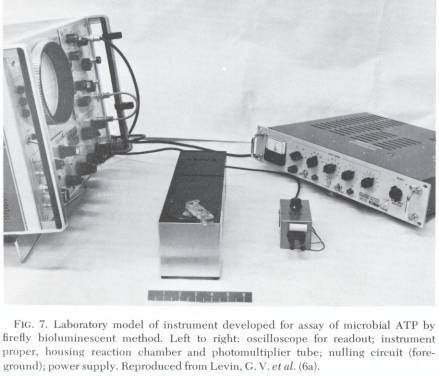 FIG. 7. Laboratory model of instrument developed for assay of microbial ATP by
firefly bioluminescent method. Left to right: oscilloscope for readout; instrument
proper, housing reaction chamber and photomultiplier tube; nulling circuit (fore-
ground); power supply. Reproduced from Levin, G. V. et al. (6a).